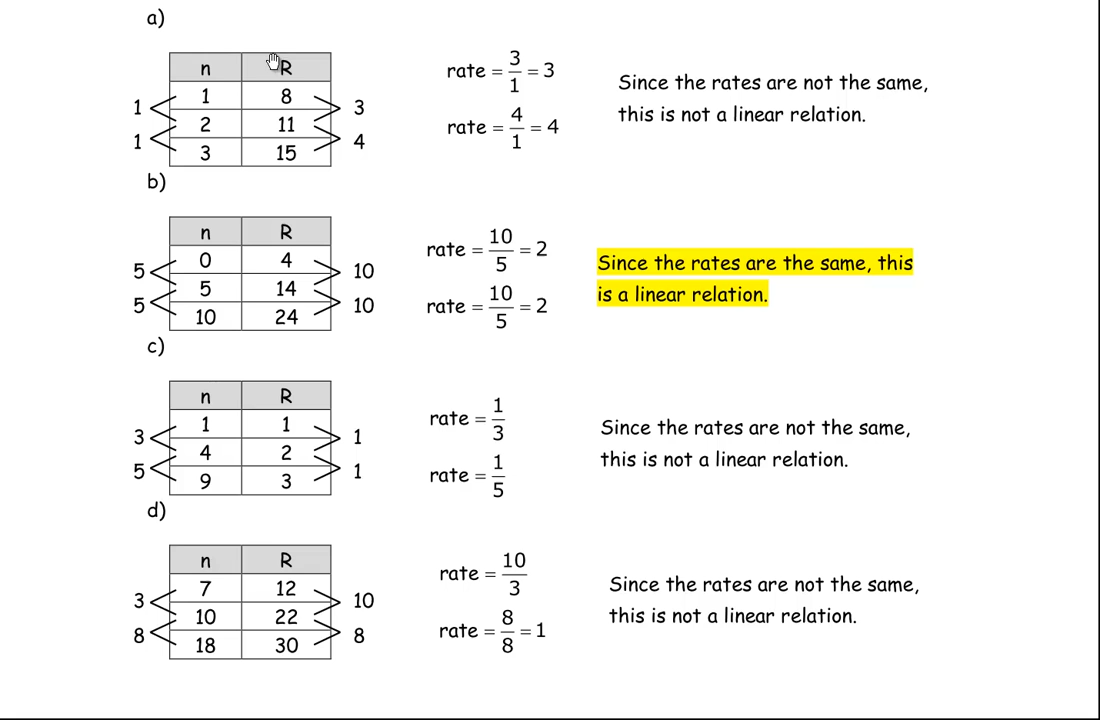 a)
n R
1 8
2 11
3 15
1 3
1 4
rate = 3/1 = 3
rate = 4/1 = 4
Since the rates are not the same,
this is not a linear relation.
b)
n R
0 4
5 14
10 24
5 10
5 10
rate = 10/5 = 2
rate = 10/5 = 2
Since the rates are the same, this
is a linear relation.
c)
n R
1 1
4 2
9 3
3 1
5 1
rate = 1/3
rate = 1/5
Since the rates are not the same,
this is not a linear relation.
d)
n R
7 12
10 22
18 30
3 10
8 8
rate = 10/3
rate = 8/8 = 1
Since the rates are not the same,
this is not a linear relation.